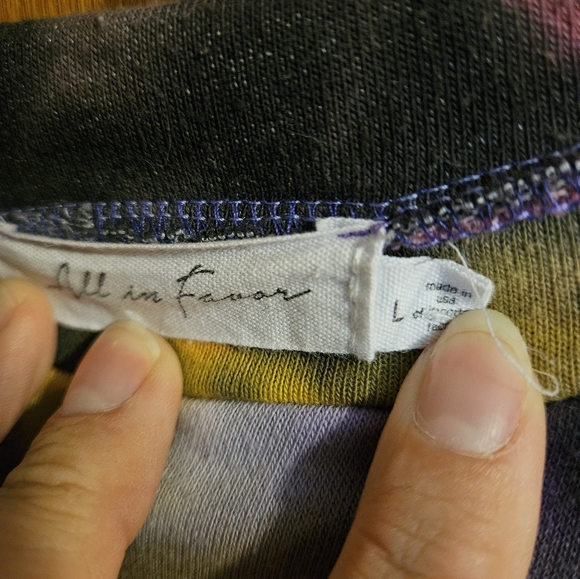 All in Favor
L
made in
usa